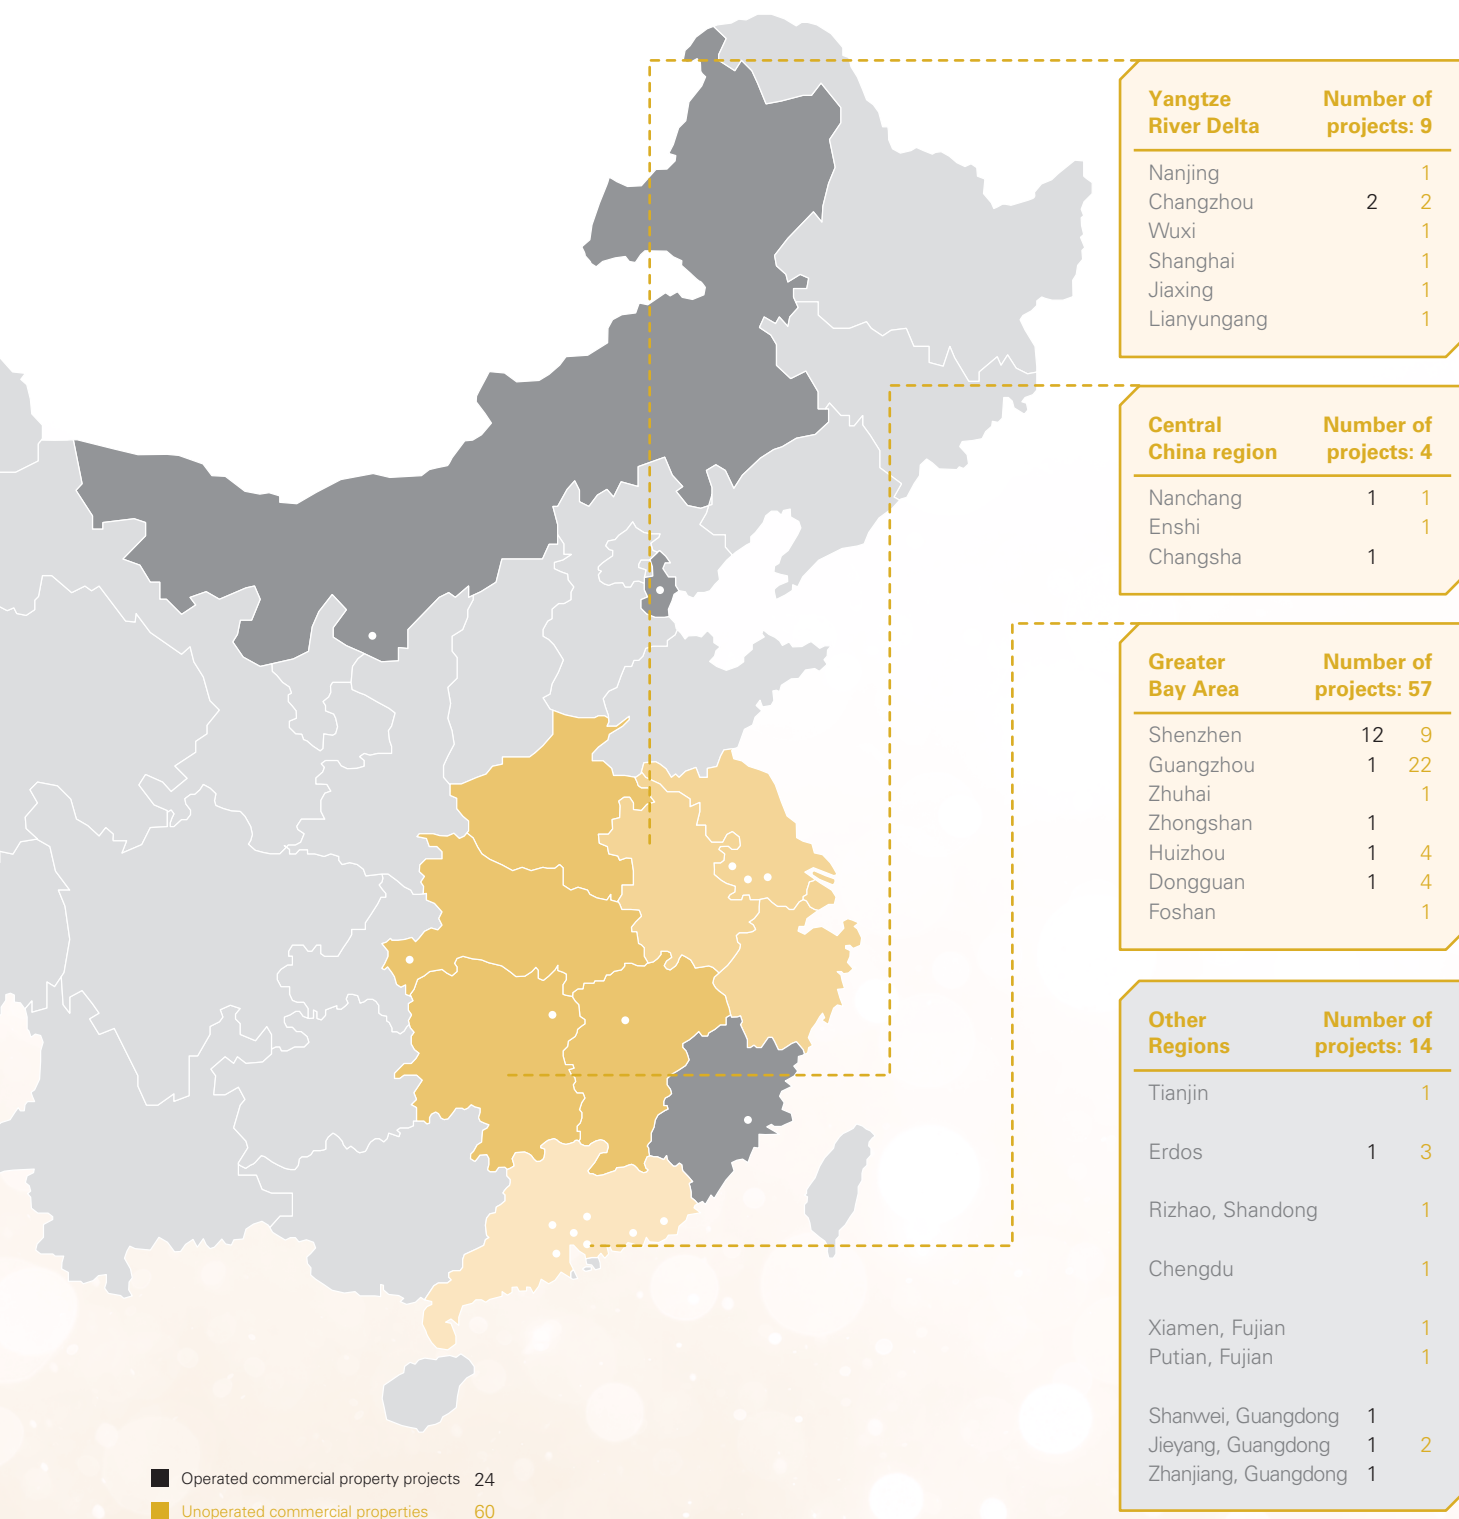 Yangtze Number of
River Delta projects: 9
Nanjing 1
Changzhou 2 2
Wuxi 1
Shanghai 1
Jiaxing 1
Lianyungang 1
Central Number of
China region projects: 4
Nanchang 1 1
Enshi 1
Changsha 1
Greater Number of
Bay Area projects: 57
Shenzhen 12 9
Guangzhou 1 22
Zhuhai 1
Zhongshan 1
Huizhou 1 4
Dongguan 1 4
Foshan 1
Other Number of
Regions projects: 14
Tianjin 1
Erdos 1 3
Rizhao, Shandong 1
Chengdu 1
Xiamen, Fujian 1
Putian, Fujian 1
Shanwei, Guangdong 1
Jieyang, Guangdong 1 2
Zhanjiang, Guangdong 1
Operated commercial property projects 24
Unoperated commercial properties 60